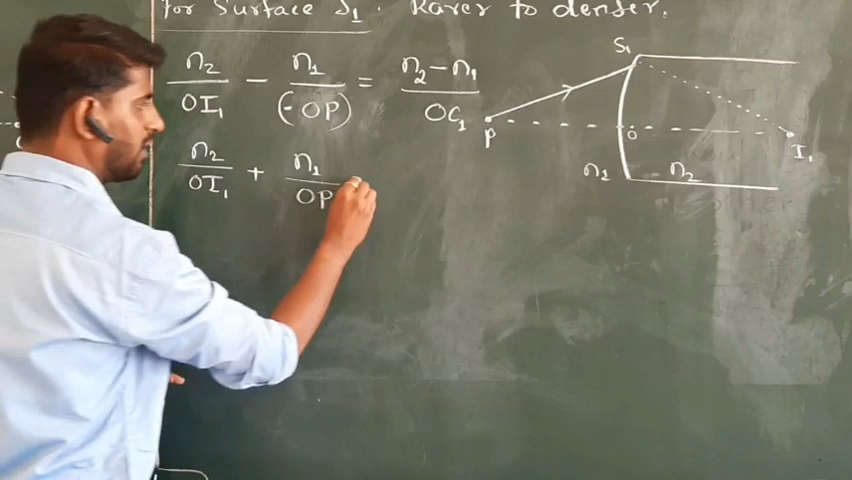 for Surface S₁. Rarer to denser.
n₂/OI₁ − n₁/(-OP) = n₂-n₁/OC₁
n₂/OI₁ + n₁/OP
S₁
P
O
I₁
n₁ n₂